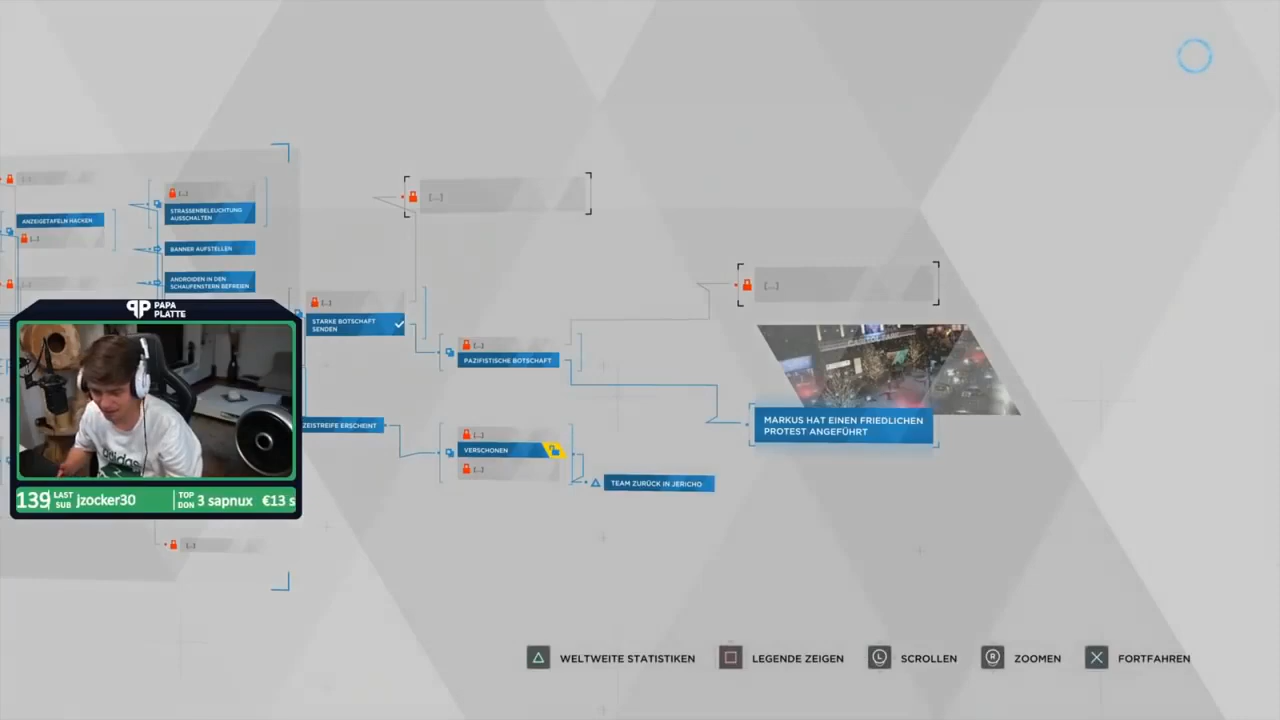 [...]
[...]
[...]
ANZEIGETAFELN HACKEN
STRASSENBELEUCHTUNG
AUSSCHALTEN
[...]
BANNER AUFSTELLEN
[...]
ANDROIDEN IN DEN
SCHAUFENSTERN BEFREIEN
[...]
STARKE BOTSCHAFT
SENDEN
[...]
PAZIFISTISCHE BOTSCHAFT
MARKUS HAT EINEN FRIEDLICHEN
PROTEST ANGEFÜHRT
ZEISTREIFE ERSCHEINT
[...]
VERSCHONEN
[...]
TEAM ZURÜCK IN JERICHO
PAPA
PLATTE
139 LAST SUB jzocker30 TOP DON 3 sapnux €13 s
[...]
WELTWEITE STATISTIKEN
LEGENDE ZEIGEN
L SCROLLEN
R ZOOMEN
FORTFAHREN